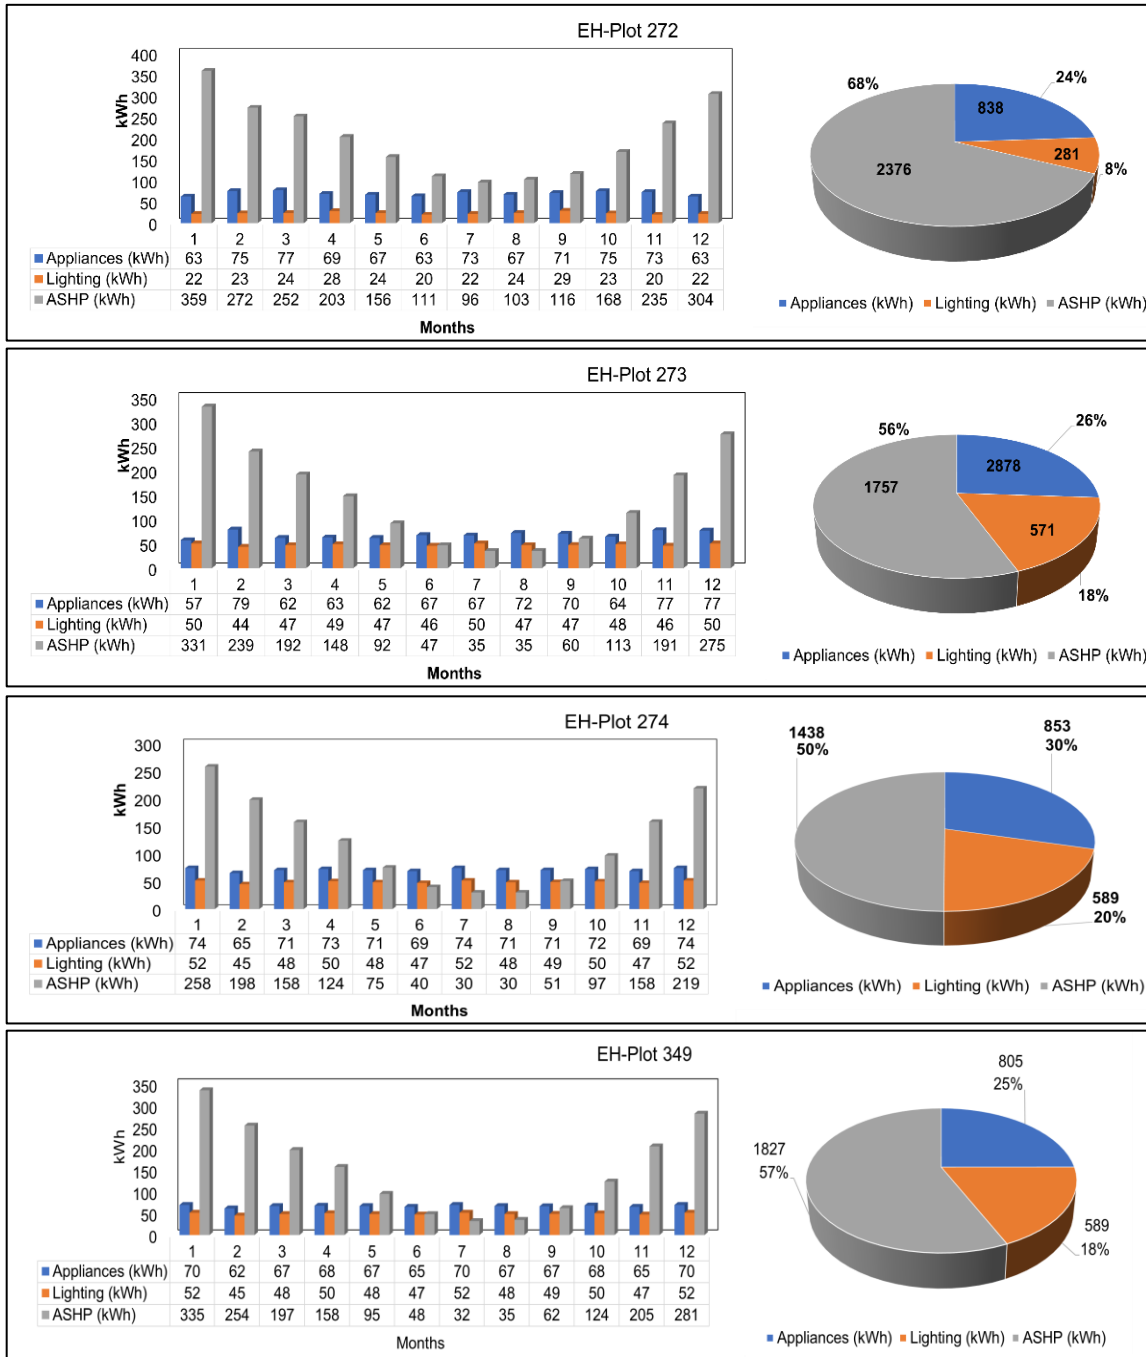 EH-Plot 272
400
350
300
250
200
150
100
50
0
kWh
1 2 3 4 5 6 7 8 9 10 11 12
Appliances (kWh) 63 75 77 69 67 63 73 67 71 75 73 63
Lighting (kWh) 22 23 24 28 24 20 22 24 29 23 20 22
ASHP (kWh) 359 272 252 203 156 111 96 103 116 168 235 304
Months
68%
24%
838
281
2376
8%
Appliances (kWh) Lighting (kWh) ASHP (kWh)
EH-Plot 273
350
300
250
200
150
100
50
0
kWh
1 2 3 4 5 6 7 8 9 10 11 12
Appliances (kWh) 57 79 62 63 62 67 67 72 70 64 77 77
Lighting (kWh) 50 44 47 49 47 46 50 47 47 48 46 50
ASHP (kWh) 331 239 192 148 92 47 35 35 60 113 191 275
Months
56%
26%
2878
1757
571
18%
Appliances (kWh) Lighting (kWh) ASHP (kWh)
EH-Plot 274
300
250
200
150
100
50
0
kWh
1 2 3 4 5 6 7 8 9 10 11 12
Appliances (kWh) 74 65 71 73 71 69 74 71 71 72 69 74
Lighting (kWh) 52 45 48 50 48 47 52 48 49 50 47 52
ASHP (kWh) 258 198 158 124 75 40 30 30 51 97 158 219
Months
1438
50%
853
30%
589
20%
Appliances (kWh) Lighting (kWh) ASHP (kWh)
EH-Plot 349
350
300
250
200
150
100
50
0
kWh
1 2 3 4 5 6 7 8 9 10 11 12
Appliances (kWh) 70 62 67 68 67 65 70 67 67 68 65 70
Lighting (kWh) 52 45 48 50 48 47 52 48 49 50 47 52
ASHP (kWh) 335 254 197 158 95 48 32 35 62 124 205 281
Months
805
25%
1827
57%
589
18%
Appliances (kWh) Lighting (kWh) ASHP (kWh)